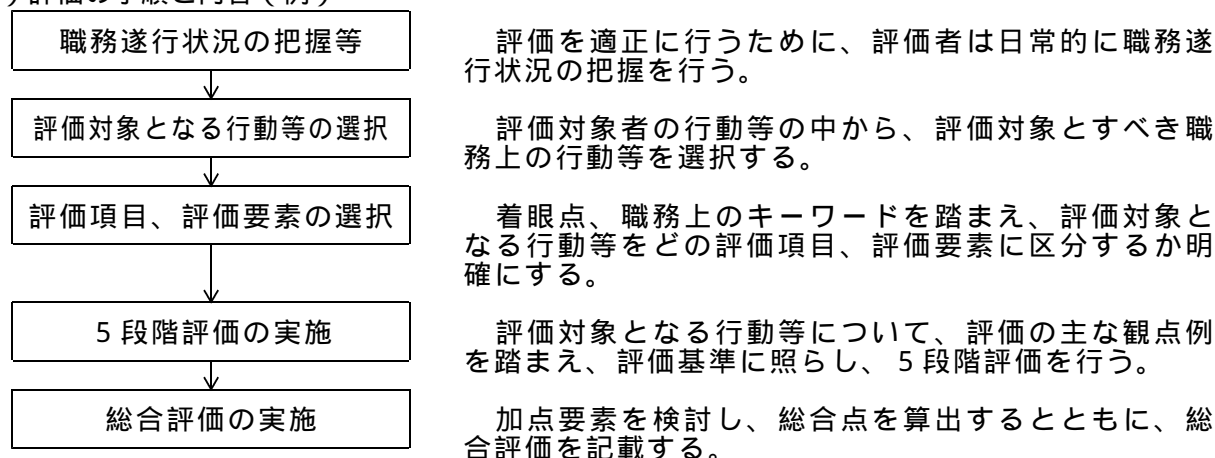 )評価の手順と内容(例)
職務遂行状況の把握等
評価を適正に行うために、評価者は日常的に職務遂
行状況の把握を行う。
評価対象となる行動等の選択
評価対象者の行動等の中から、評価対象とすべき職
務上の行動等を選択する。
評価項目、評価要素の選択
着眼点、職務上のキーワードを踏まえ、評価対象と
なる行動等をどの評価項目、評価要素に区分するか明
確にする。
5段階評価の実施
評価対象となる行動等について、評価の主な観点例
を踏まえ、評価基準に照らし、5段階評価を行う。
総合評価の実施
加点要素を検討し、総合点を算出するとともに、総
合評価を記載する。